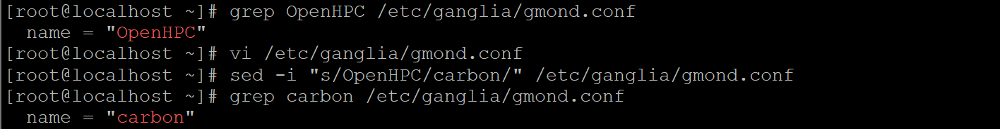 [root@localhost ~]# grep OpenHPC /etc/ganglia/gmond.conf
  name = "OpenHPC"
[root@localhost ~]# vi /etc/ganglia/gmond.conf
[root@localhost ~]# sed -i "s/OpenHPC/carbon/" /etc/ganglia/gmond.conf
[root@localhost ~]# grep carbon /etc/ganglia/gmond.conf
  name = "carbon"